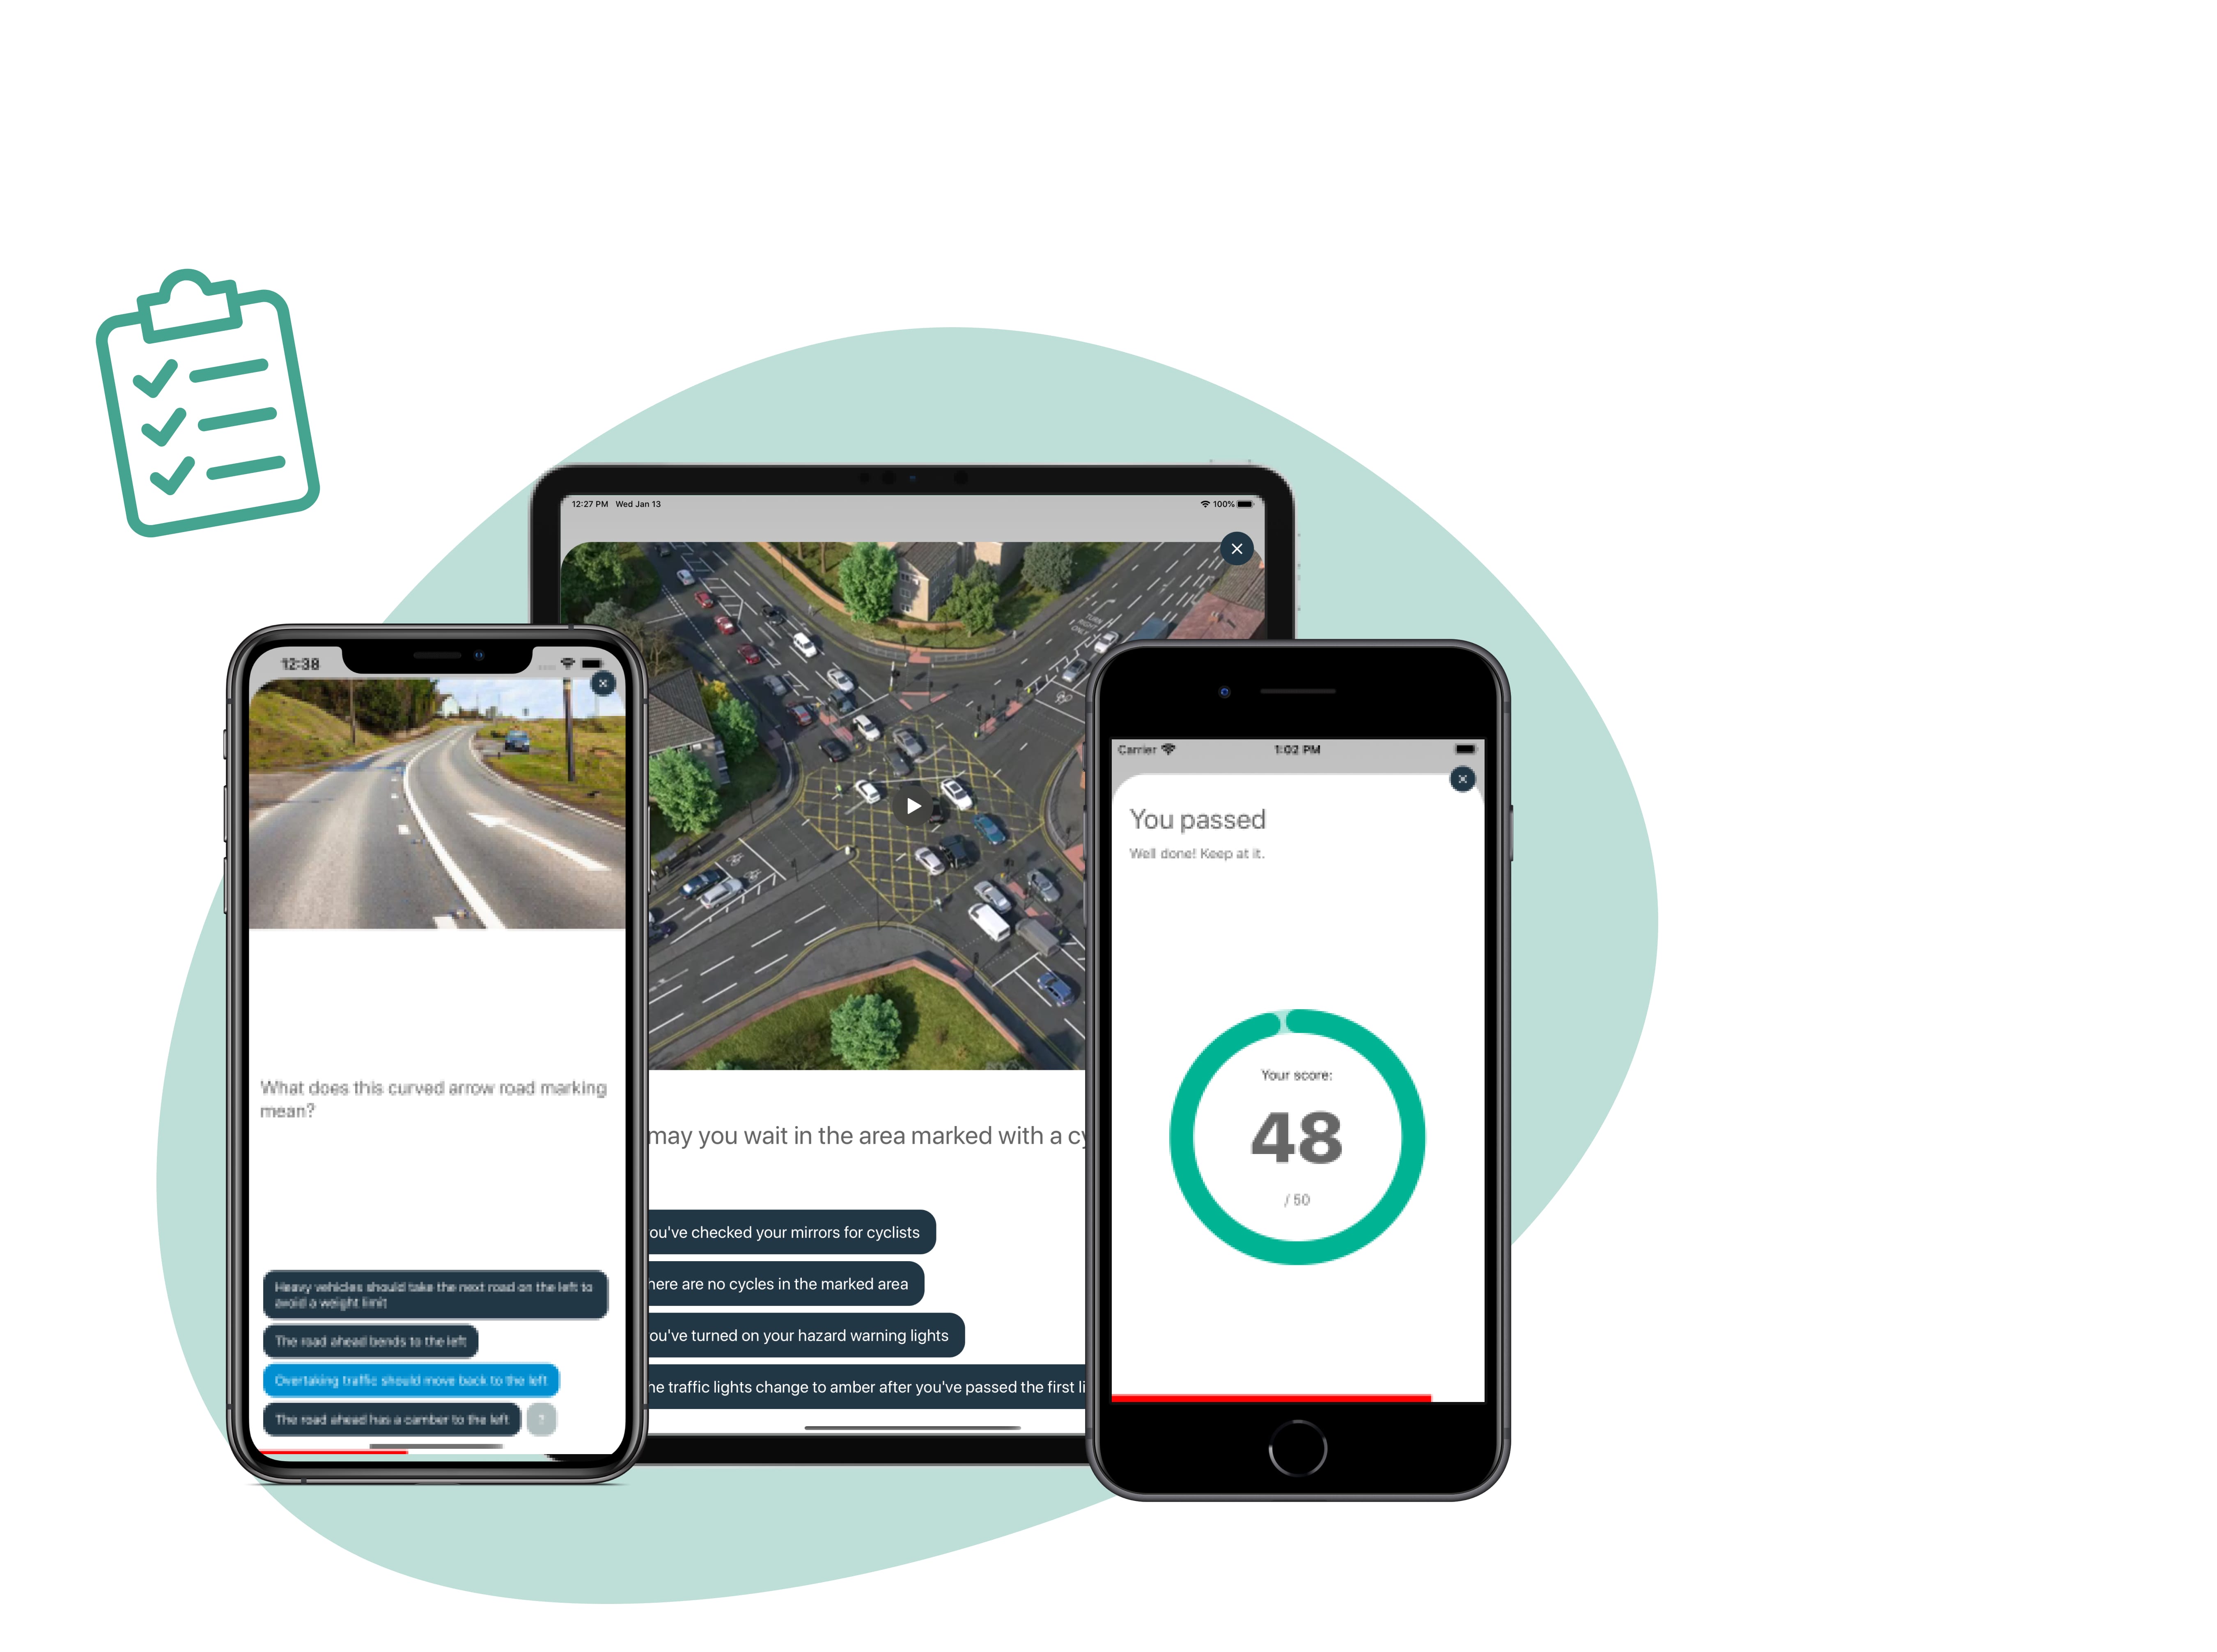 12:27 PM Wed Jan 13
100%
TURN
RIGHT
ONLY
12:38
What does this curved arrow road marking
mean?
Heavy vehicles should take the next road on the left to
avoid a weight limit
The road ahead bends to the left
Overtaking traffic should move back to the left
The road ahead has a camber to the left
?
may you wait in the area marked with a cy
ou've checked your mirrors for cyclists
here are no cycles in the marked area
ou've turned on your hazard warning lights
he traffic lights change to amber after you've passed the first li
Carrier
1:02 PM
You passed
Well done! Keep at it.
Your score:
48
/ 50